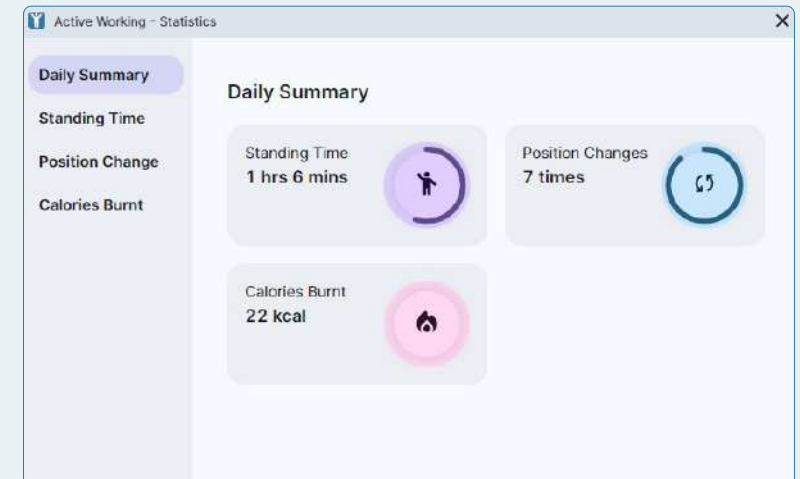 Active Working - Statistics
Daily Summary
Standing Time
Position Change
Calories Burnt
Daily Summary
Standing Time
1 hrs 6 mins
Position Changes
7 times
Calories Burnt
22 kcal